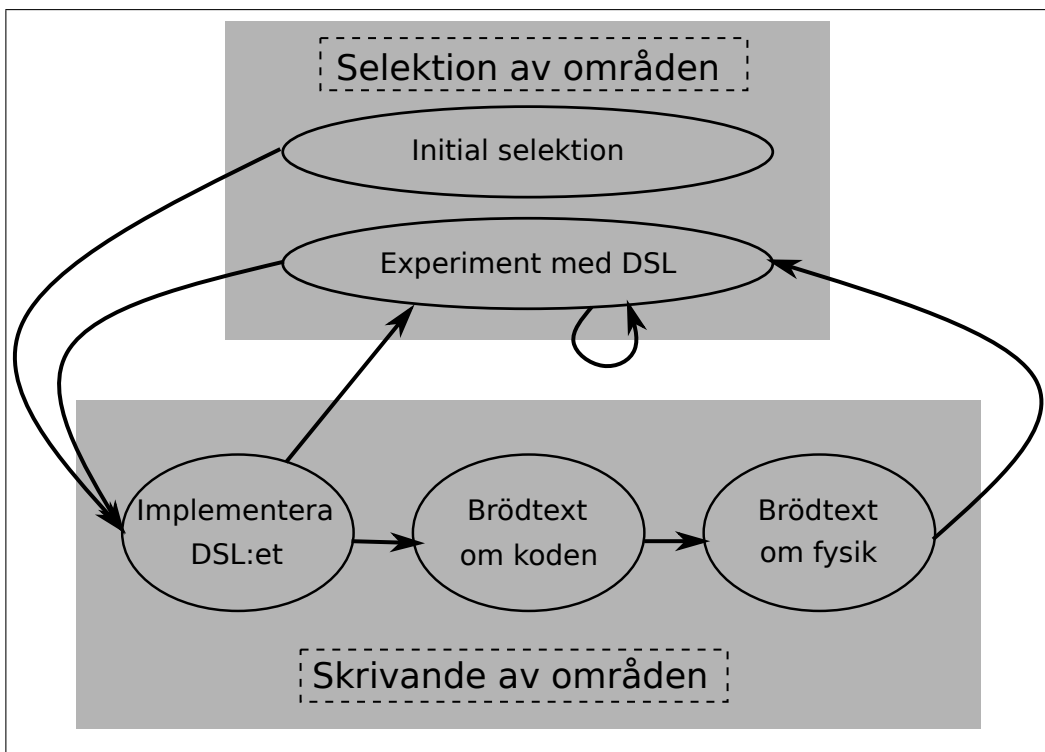 Selektion av områden
Initial selektion
Experiment med DSL
Implementera
DSL:et
Brödtext
om koden
Brödtext
om fysik
Skrivande av områden